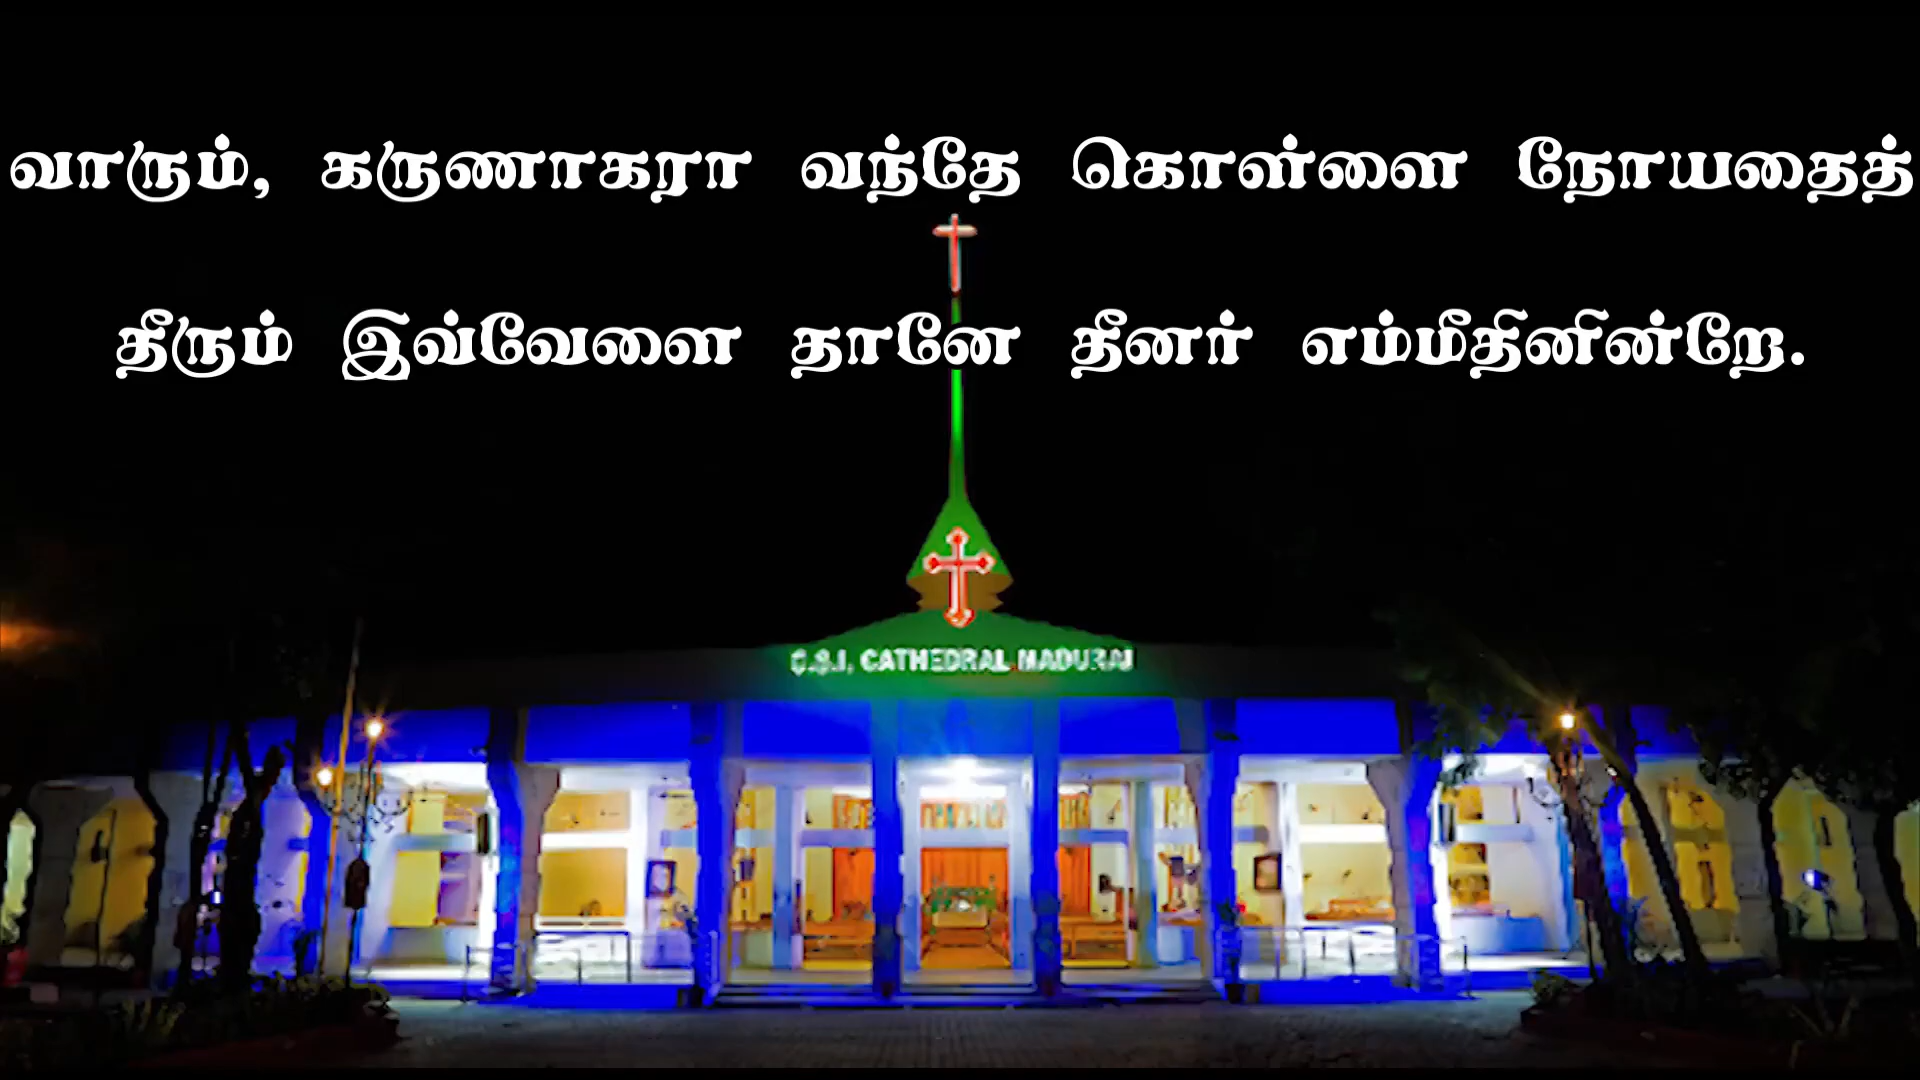 வாரும், கருணாகரா வந்தே கொள்ளை நோயதைத்
தீரும் இவ்வேளை தானே தீனர் எம்மீதினின்றே.
C.S.I. CATHEDRAL MADURAI